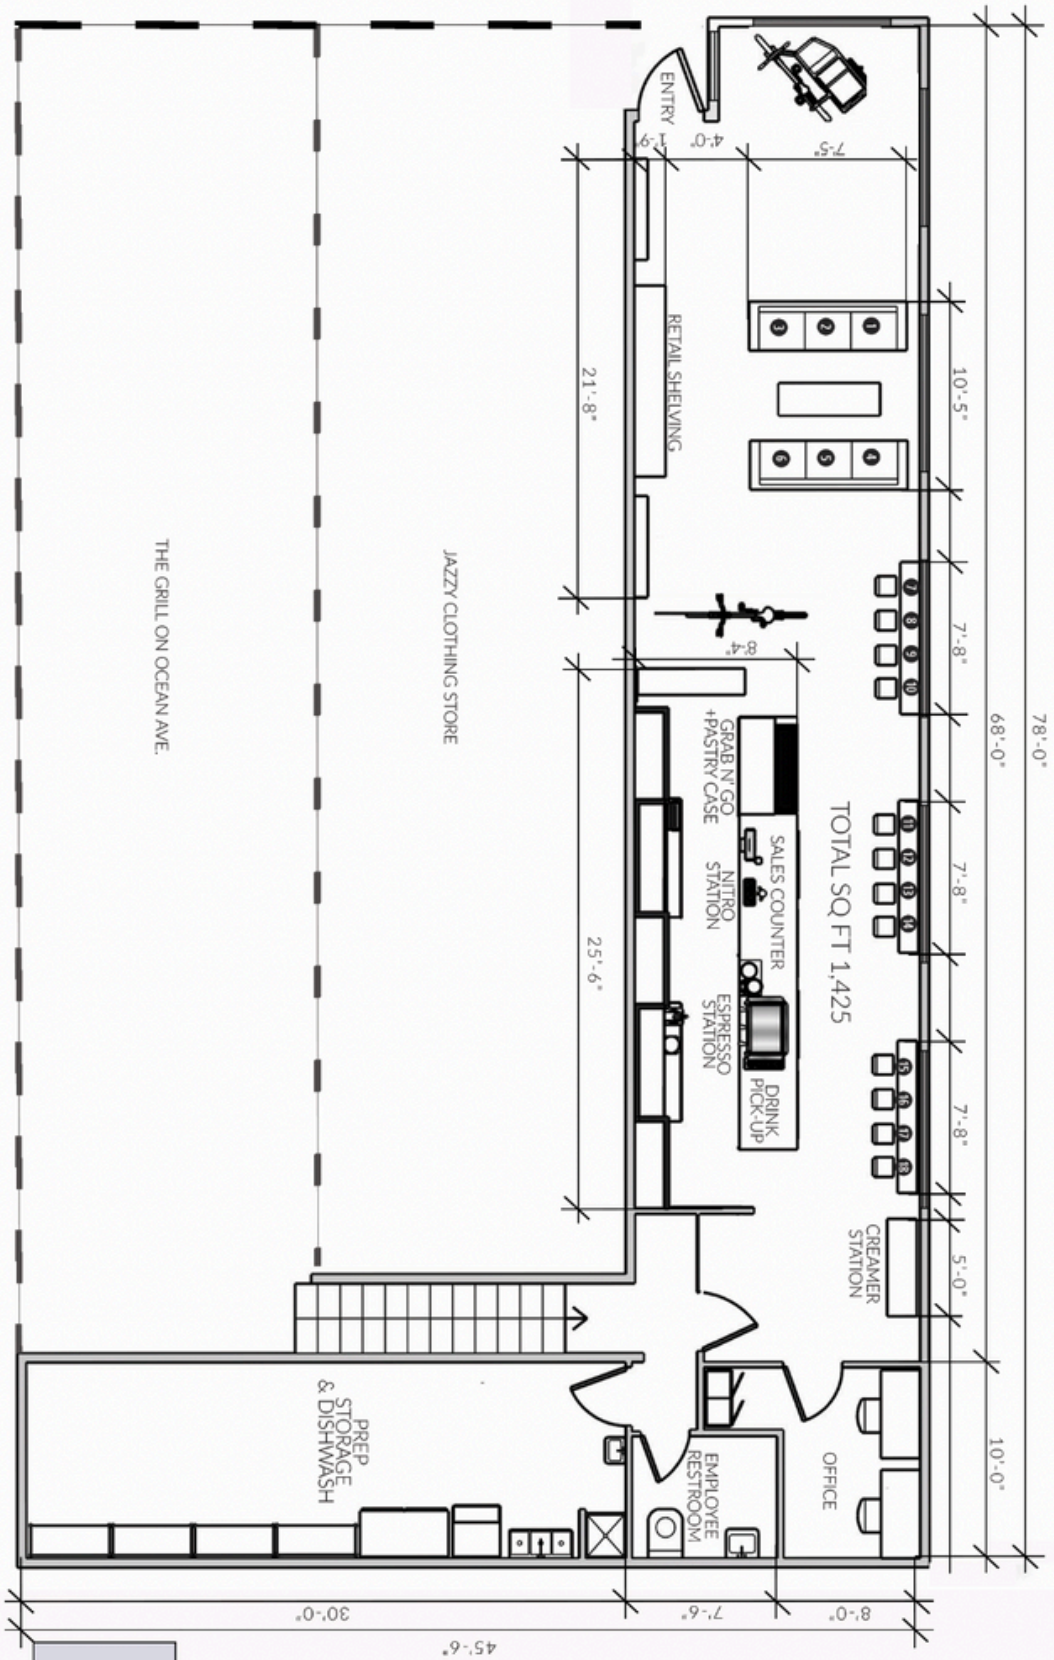 ENTRY
1'-9"
4'-0"
7'-5"
3
2
1
RETAIL SHELVING
21'-8"
10'-5"
6
5
4
THE GRILL ON OCEAN AVE.
JAZZY CLOTHING STORE
7
8
9
10
7'-8"
8'-4"
78'-0"
68'-0"
GRAB N' GO
+PASTRY CASE
TOTAL SQ FT 1,425
SALES COUNTER
NITRO
STATION
11
12
13
14
7'-8"
25'-6"
ESPRESSO
STATION
DRINK
PICK-UP
15
16
17
18
7'-8"
CREAMER
STATION
5'-0"
PREP
STORAGE
& DISHWASH
EMPLOYEE
RESTROOM
OFFICE
10'-0"
30'-0"
7'-6"
8'-0"
45'-6"